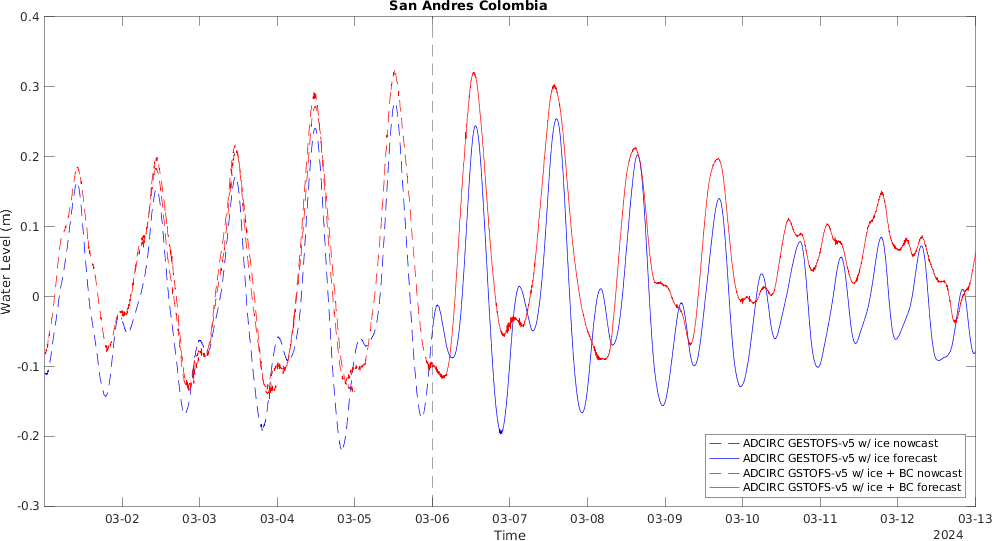 San Andres Colombia
0.4
0.3
0.2
0.1
0
-0.1
-0.2
-0.3
Water Level (m)
03-02 03-03 03-04 03-05 03-06 03-07 03-08 03-09 03-10 03-11 03-12 03-13
Time
2024
ADCIRC GESTOFS-v5 w/ ice nowcast
ADCIRC GESTOFS-v5 w/ ice forecast
ADCIRC GSTOFS-v5 w/ ice + BC nowcast
ADCIRC GSTOFS-v5 w/ ice + BC forecast